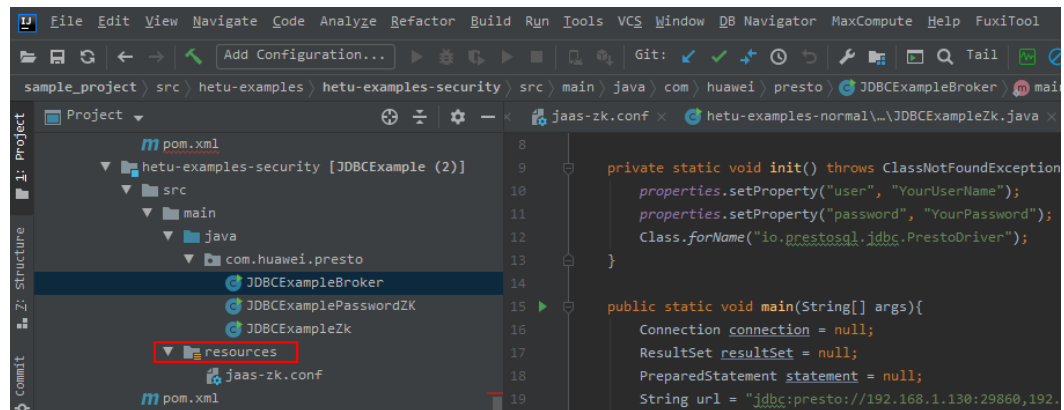 File Edit View Navigate Code Analyze Refactor Build Run Tools VCS Window DB Navigator MaxCompute Help FuxiTool
Add Configuration... Git: Tail
sample_project src hetu-examples hetu-examples-security src main java com huawei presto JDBCExampleBroker main
1: Project
Z: Structure
Commit
Project
pom.xml
hetu-examples-security [JDBCExample (2)]
src
main
java
com.huawei.presto
JDBCExampleBroker
JDBCExamplePasswordZK
JDBCExampleZk
resources
jaas-zk.conf
pom.xml
jaas-zk.conf × hetu-examples-normal\...\JDBCExampleZk.java ×
8
9 private static void init() throws ClassNotFoundException
10 properties.setProperty("user", "YourUserName");
11 properties.setProperty("password", "YourPassword");
12 Class.forName("io.prestosql.jdbc.PrestoDriver");
13 }
14
15 public static void main(String[] args){
16 Connection connection = null;
17 ResultSet resultSet = null;
18 PreparedStatement statement = null;
19 String url = "jdbc:presto://192.168.1.130:29860,192.